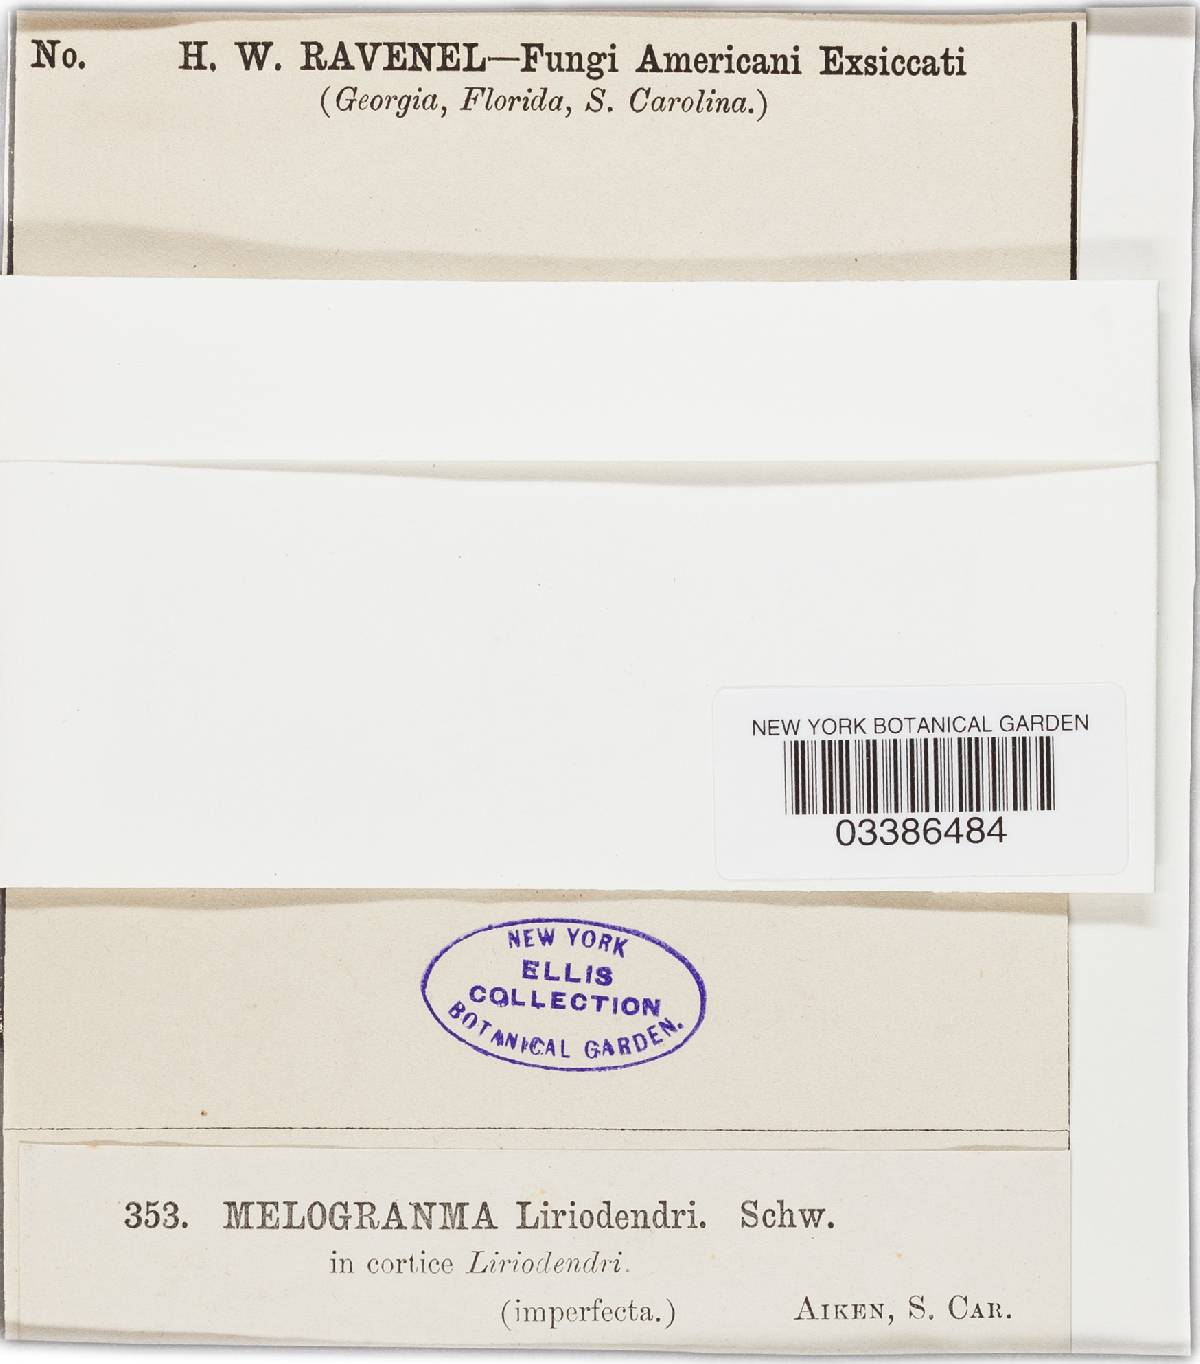 No. H. W. RAVENEL—Fungi Americani Exsiccati
(Georgia, Florida, S. Carolina.)
NEW YORK BOTANICAL GARDEN
03386484
NEW YORK
ELLIS
COLLECTION
BOTANICAL GARDEN.
353. MELOGRANMA Liriodendri. Schw.
in cortice Liriodendri.
(imperfecta.) AIKEN, S. CAR.